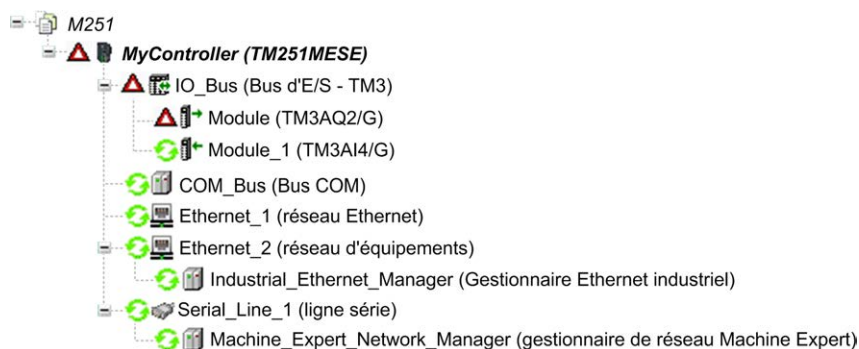 M251
MyController (TM251MESE)
IO_Bus (Bus d'E/S - TM3)
Module (TM3AQ2/G)
Module_1 (TM3AI4/G)
COM_Bus (Bus COM)
Ethernet_1 (réseau Ethernet)
Ethernet_2 (réseau d'équipements)
Industrial_Ethernet_Manager (Gestionnaire Ethernet industriel)
Serial_Line_1 (ligne série)
Machine_Expert_Network_Manager (gestionnaire de réseau Machine Expert)